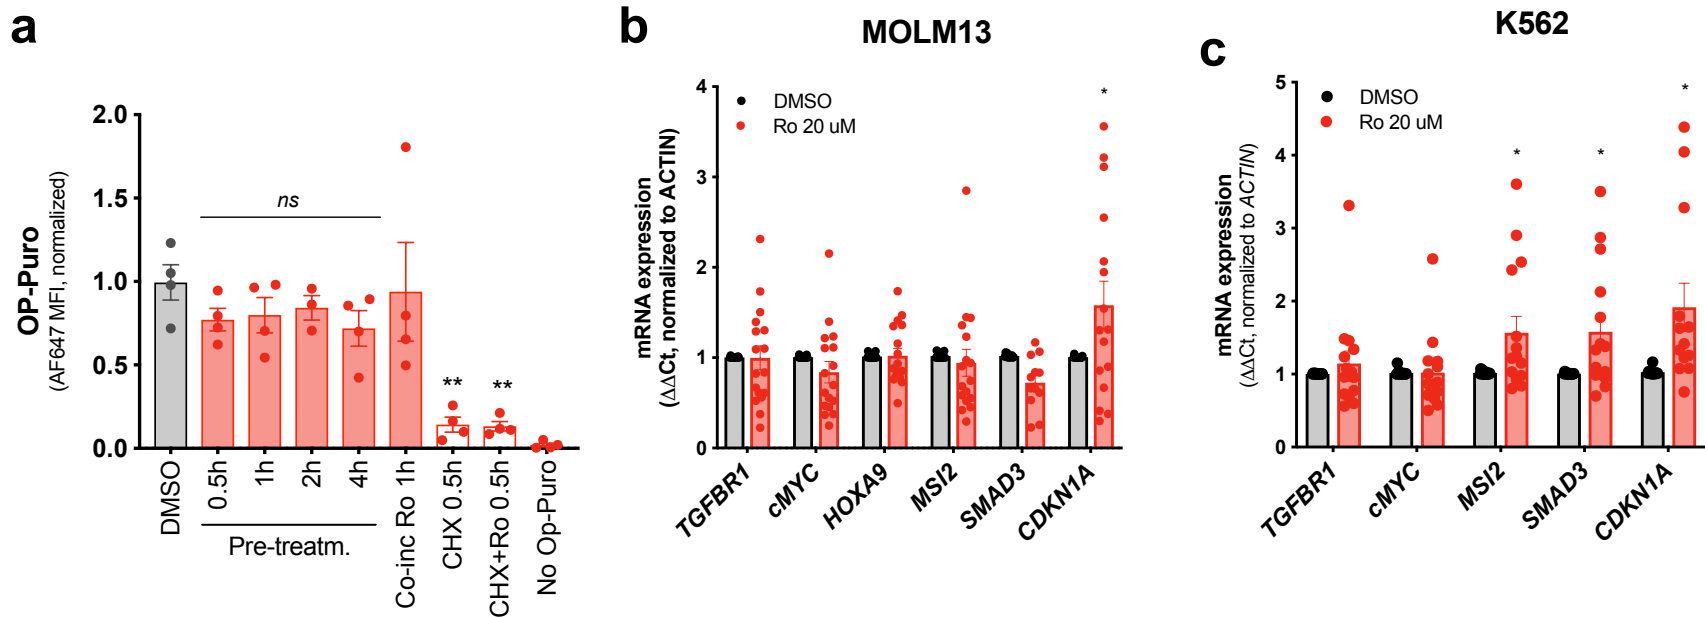 a
OP-Puro
(AF647 MFI, normalized)
2.0
1.5
1.0
0.5
0.0
ns
**
**
DMSO
0.5h
1h
2h
4h
Co-inc Ro 1h
CHX 0.5h
CHX+Ro 0.5h
No Op-Puro
Pre-treatm.
b
MOLM13
mRNA expression
(ΔΔCt, normalized to ACTIN)
4
3
2
1
0
DMSO
Ro 20 uM
*
TGFBR1
cMYC
HOXA9
MSI2
SMAD3
CDKN1A
c
K562
mRNA expression
(ΔΔCt, normalized to ACTIN)
5
4
3
2
1
0
DMSO
Ro 20 uM
*
*
*
TGFBR1
cMYC
MSI2
SMAD3
CDKN1A